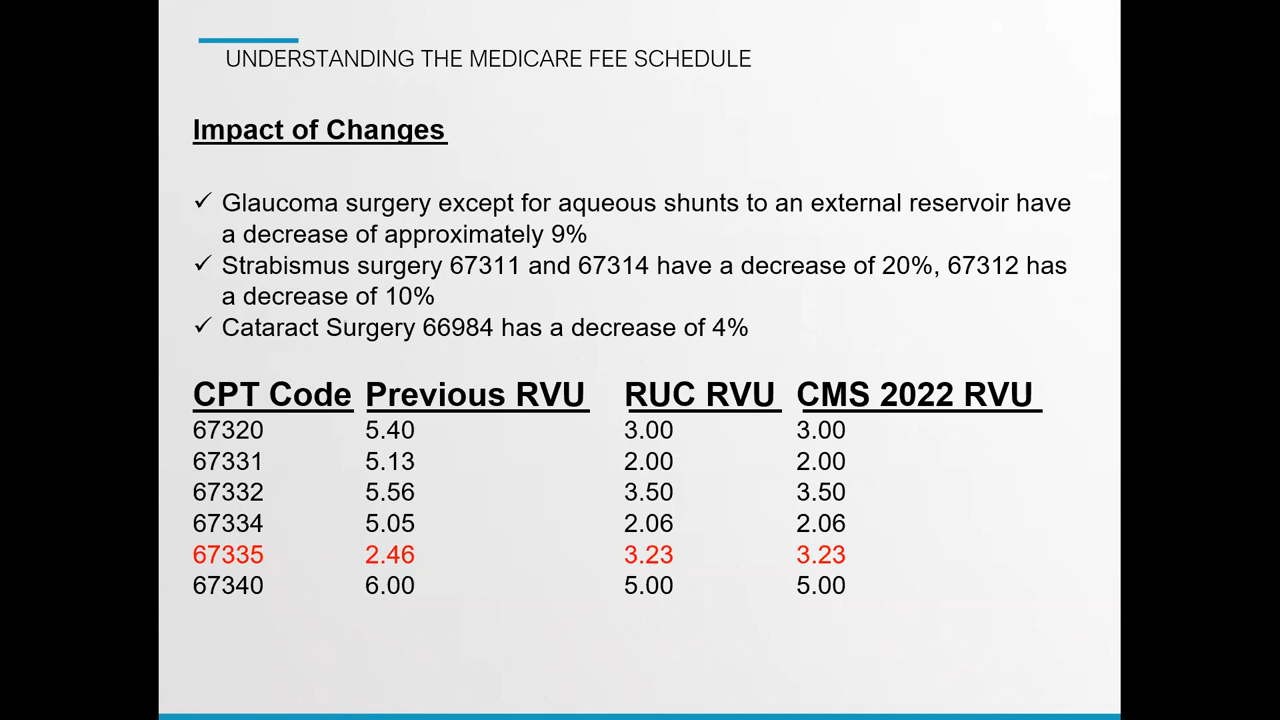 UNDERSTANDING THE MEDICARE FEE SCHEDULE
Impact of Changes
✓ Glaucoma surgery except for aqueous shunts to an external reservoir have
a decrease of approximately 9%
✓ Strabismus surgery 67311 and 67314 have a decrease of 20%, 67312 has
a decrease of 10%
✓ Cataract Surgery 66984 has a decrease of 4%
CPT Code Previous RVU RUC RVU CMS 2022 RVU
67320 5.40 3.00 3.00
67331 5.13 2.00 2.00
67332 5.56 3.50 3.50
67334 5.05 2.06 2.06
67335 2.46 3.23 3.23
67340 6.00 5.00 5.00